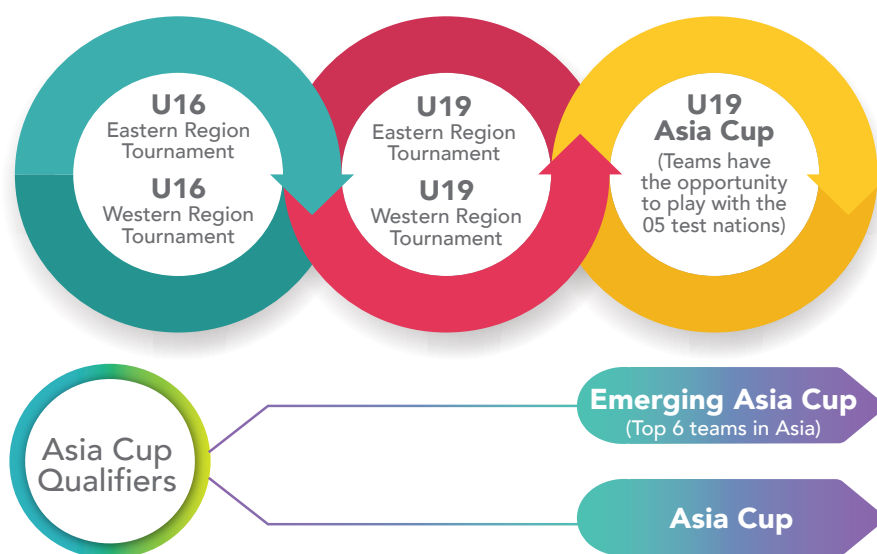 U16
Eastern Region
Tournament
U16
Western Region
Tournament
U19
Eastern Region
Tournament
U19
Western Region
Tournament
U19
Asia Cup
(Teams have
the opportunity
to play with the
05 test nations)
Asia Cup
Qualifiers
Emerging Asia Cup
(Top 6 teams in Asia)
Asia Cup